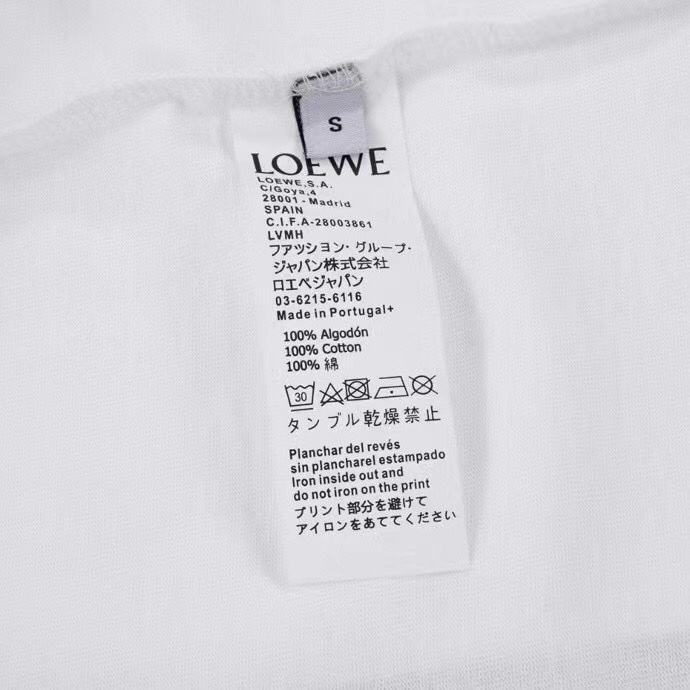 S
LOEWE
LOEWE,S.A.
C/Goya,4
28001 - Madrid
SPAIN
C.I.F.A-28003861
LVMH
ファツション・グループ・
ジャパン株式会社
ロエベジャパン
03-6215-6116
Made in Portugal+
100% Algodón
100% Cotton
100% 綿
30
タンブル乾燥禁止
Planchar del revés
sin plancharel estampado
Iron inside out and
do not iron on the print
プリント部分を避けて
アイロンをあててください